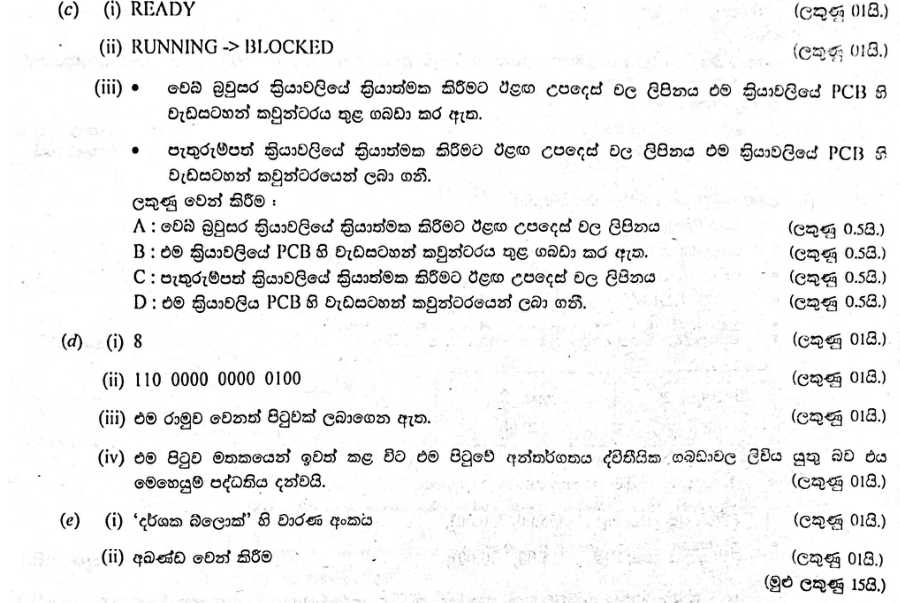 (c) (i) READY (ලකුණු 01යි.)
(ii) RUNNING -> BLOCKED (ලකුණු 01යි.)
(iii) • වෙබ් බ්‍රවුසර ක්‍රියාවලියේ ක්‍රියාත්මක කිරීමට ඊළඟ උපදෙස් වල ලිපිනය එම ක්‍රියාවලියේ PCB හි
වැඩසටහන් කවුන්ටරය තුළ ගබඩා කර ඇත.
• පැතුරුම්පත් ක්‍රියාවලියේ ක්‍රියාත්මක කිරීමට ඊළඟ උපදෙස් වල ලිපිනය එම ක්‍රියාවලියේ PCB හි
වැඩසටහන් කවුන්ටරයෙන් ලබා ගනී.
ලකුණු වෙන් කිරීම :
A : වෙබ් බ්‍රවුසර ක්‍රියාවලියේ ක්‍රියාත්මක කිරීමට ඊළඟ උපදෙස් වල ලිපිනය (ලකුණු 0.5යි.)
B : එම ක්‍රියාවලියේ PCB හි වැඩසටහන් කවුන්ටරය තුළ ගබඩා කර ඇත. (ලකුණු 0.5යි.)
C : පැතුරුම්පත් ක්‍රියාවලියේ ක්‍රියාත්මක කිරීමට ඊළඟ උපදෙස් වල ලිපිනය (ලකුණු 0.5යි.)
D : එම ක්‍රියාවලිය PCB හි වැඩසටහන් කවුන්ටරයෙන් ලබා ගනී. (ලකුණු 0.5යි.)
(d) (i) 8 (ලකුණු 01යි.)
(ii) 110 0000 0000 0100 (ලකුණු 01යි.)
(iii) එම රාමුව වෙනත් පිටුවක් ලබාගෙන ඇත. (ලකුණු 01යි.)
(iv) එම පිටුව මතකයෙන් ඉවත් කළ විට එම පිටුවේ අන්තර්ගතය ද්විතීයික ගබඩාවල ලිවිය යුතු බව එය
මෙහෙයුම් පද්ධතිය දන්වයි. (ලකුණු 01යි.)
(e) (i) ‘දර්ශක බ්ලොක්” හි වාරණ අංකය (ලකුණු 01යි.)
(ii) අඛණ්ඩ වෙන් කිරීම (ලකුණු 01යි.)
(මුළු ලකුණු 15යි.)